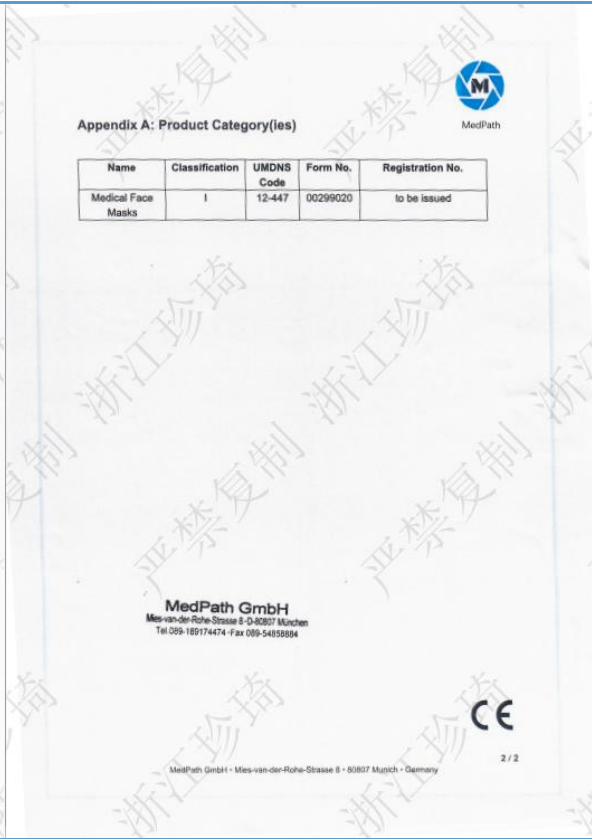 M
MedPath
Appendix A: Product Category(ies)
Name Classification UMDNS Code Form No. Registration No.
Medical Face Masks I 12-447 00299020 to be issued
严禁复制 浙江珍琦
MedPath GmbH
Mies-van-der-Rohe-Strasse 8 · D-80807 München
Tel.089-189174474 · Fax 089-54858884
CE
2 / 2
MedPath GmbH • Mies-van-der-Rohe-Strasse 8 • 80807 Munich • Germany